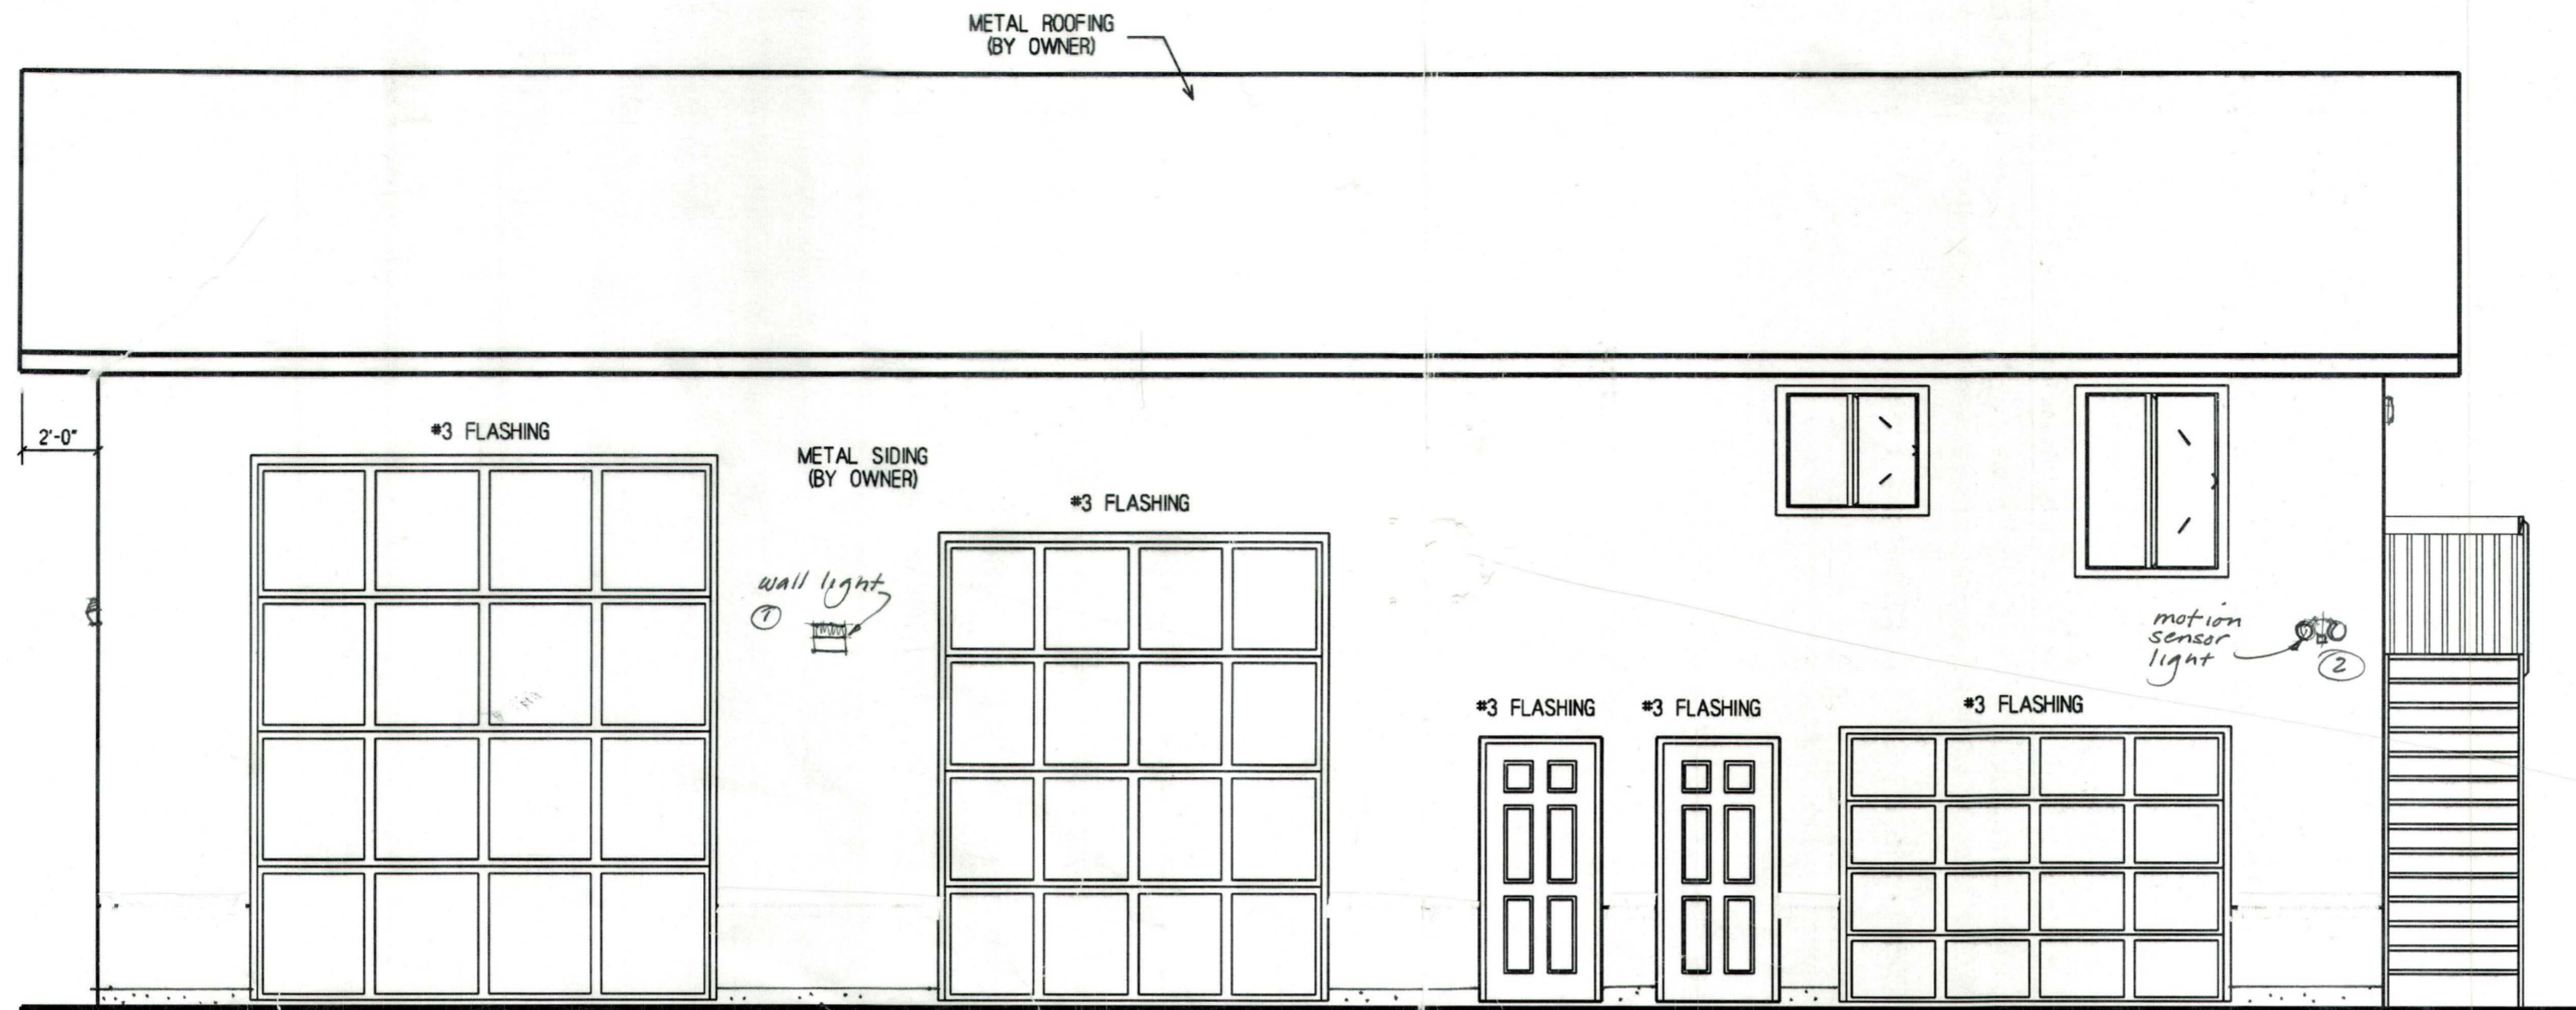 METAL ROOFING
(BY OWNER)
2'-0"
#3 FLASHING
METAL SIDING
(BY OWNER)
#3 FLASHING
wall light
1
motion
sensor
light
2
#3 FLASHING
#3 FLASHING
#3 FLASHING